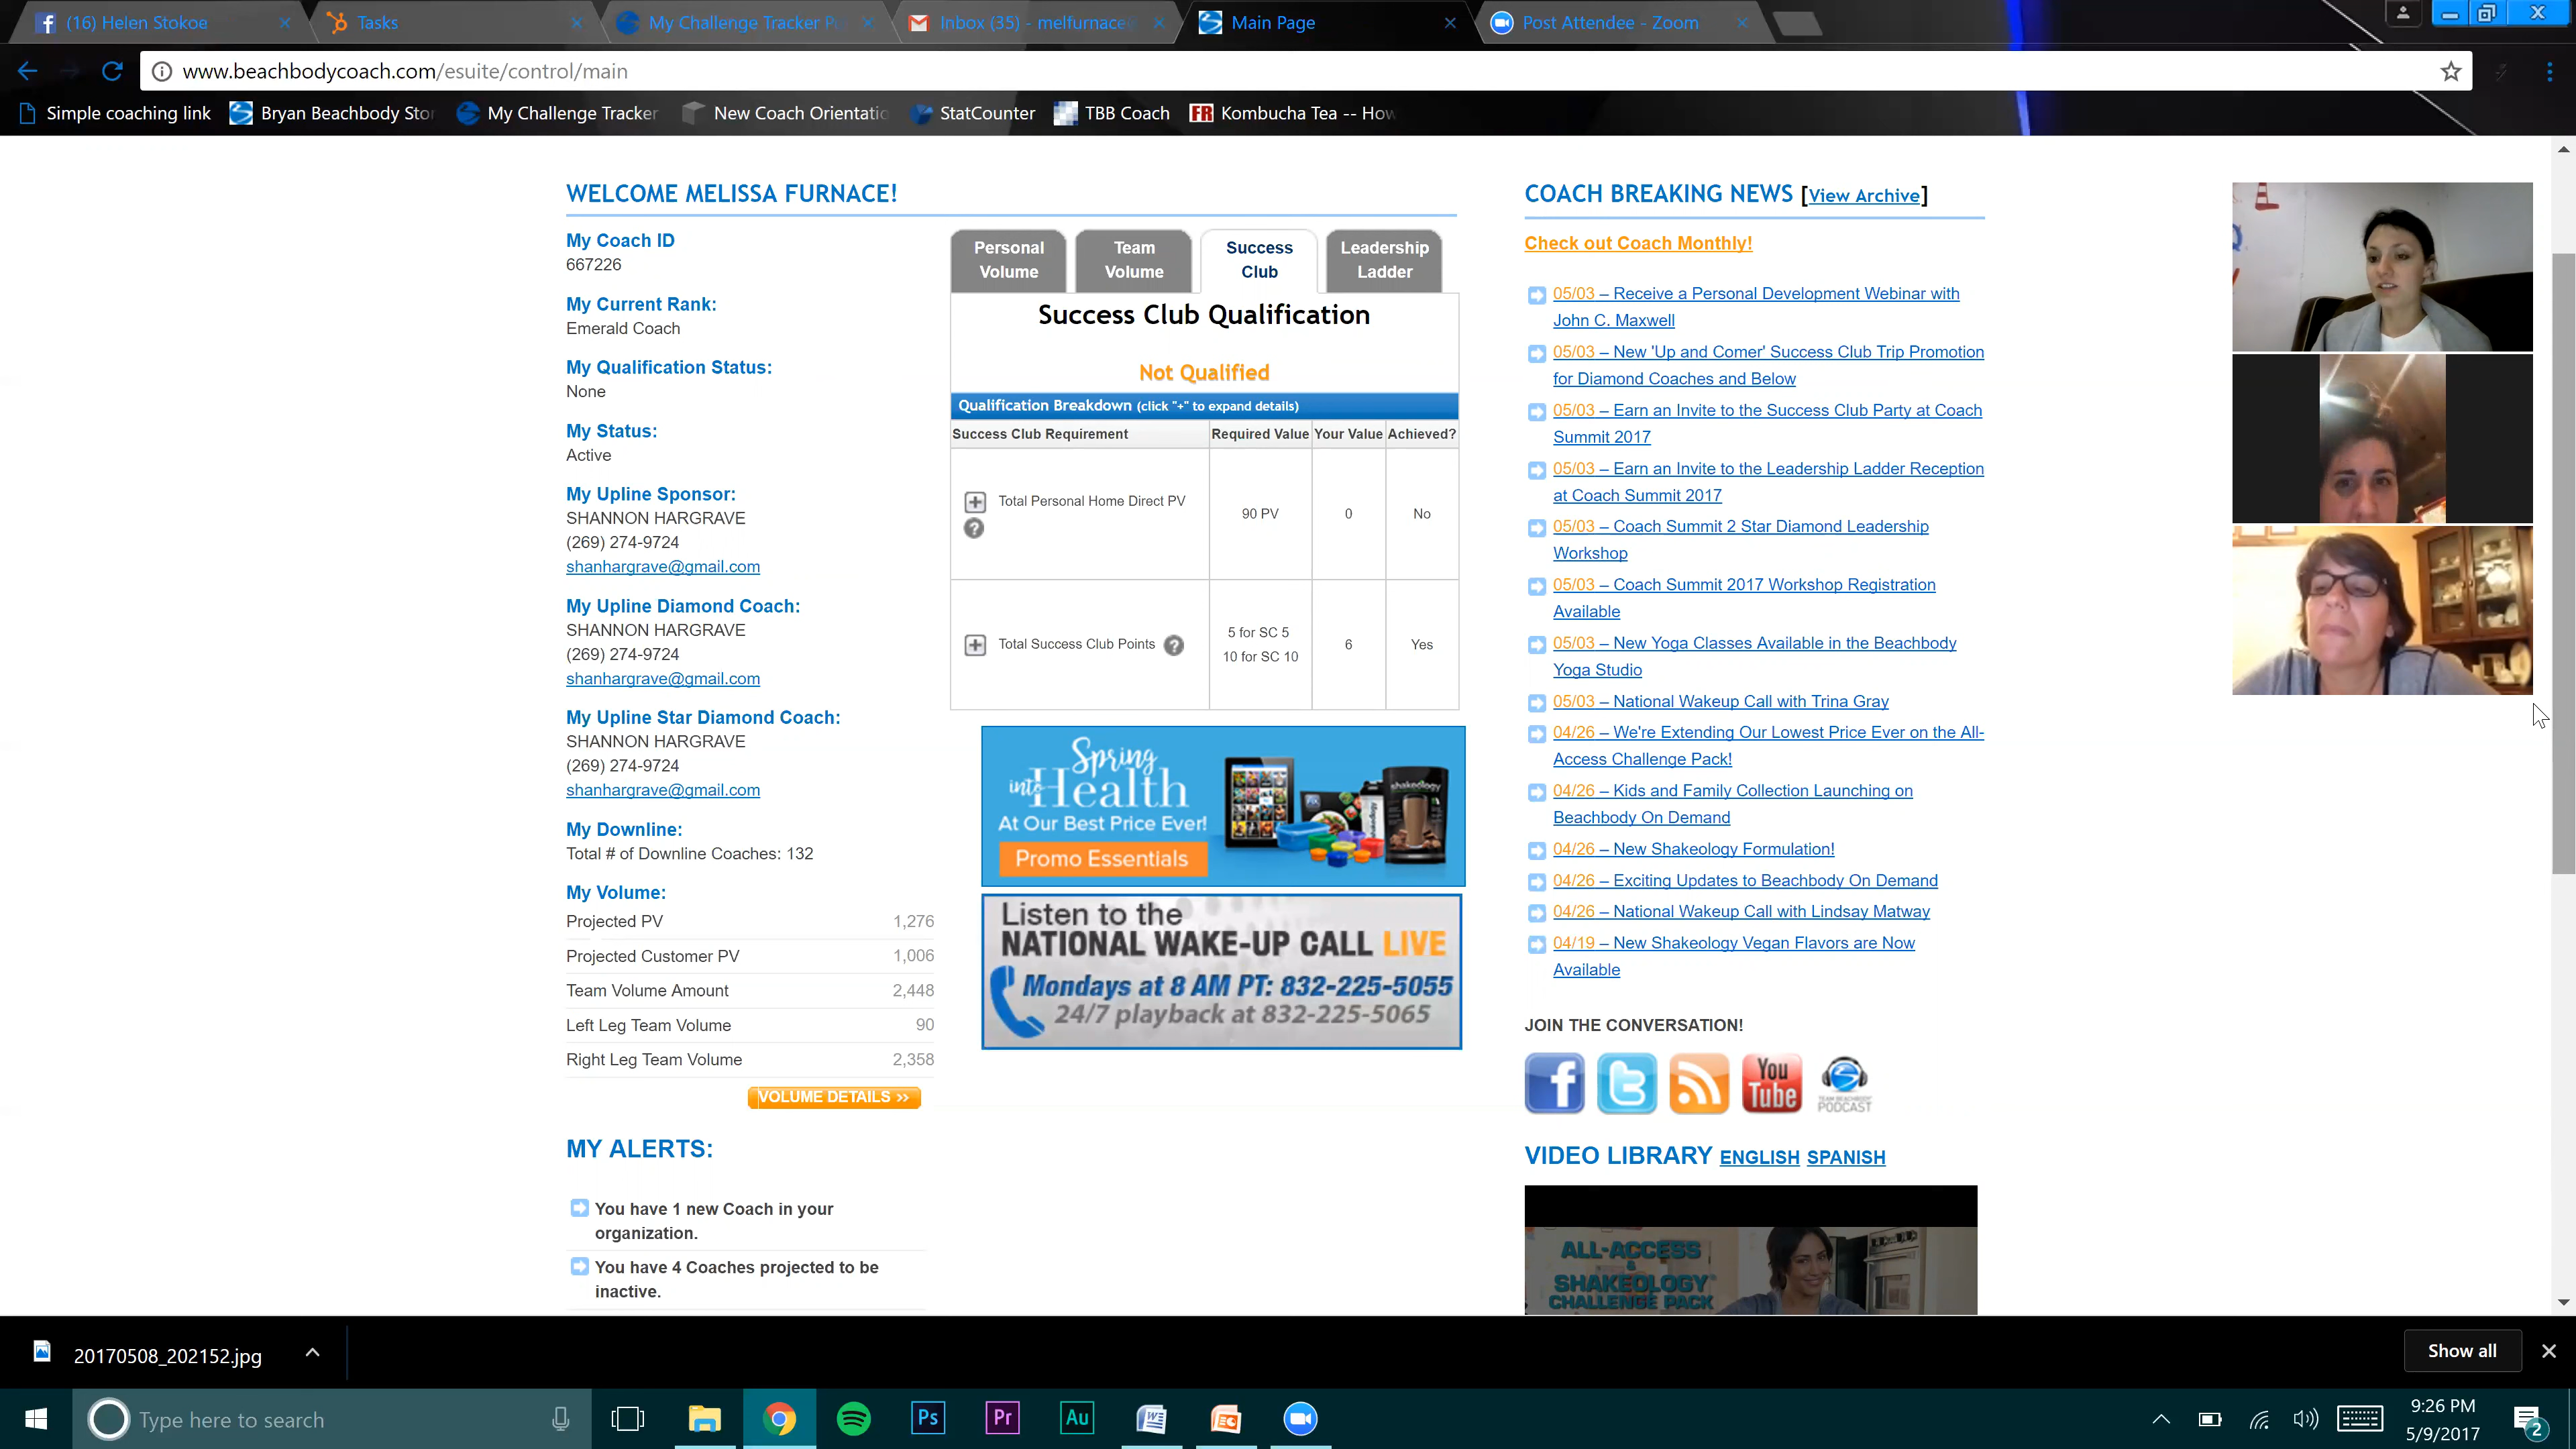 (16) Helen Stokoe
Tasks
My Challenge Tracker P
Inbox (35) - melfurnace
Main Page
Post Attendee - Zoom
www.beachbodycoach.com/esuite/control/main
Simple coaching link
Bryan Beachbody Stor
My Challenge Tracker
New Coach Orientatio
StatCounter
TBB Coach
FR
Kombucha Tea -- How
WELCOME MELISSA FURNACE!
My Coach ID
667226
My Current Rank:
Emerald Coach
My Qualification Status:
None
My Status:
Active
My Upline Sponsor:
SHANNON HARGRAVE
(269) 274-9724
shanhargrave@gmail.com
My Upline Diamond Coach:
SHANNON HARGRAVE
(269) 274-9724
shanhargrave@gmail.com
My Upline Star Diamond Coach:
SHANNON HARGRAVE
(269) 274-9724
shanhargrave@gmail.com
My Downline:
Total # of Downline Coaches: 132
My Volume:
Projected PV 1,276
Projected Customer PV 1,006
Team Volume Amount 2,448
Left Leg Team Volume 90
Right Leg Team Volume 2,358
VOLUME DETAILS >>
MY ALERTS:
You have 1 new Coach in your
organization.
You have 4 Coaches projected to be
inactive.
Personal
Volume
Team
Volume
Success
Club
Leadership
Ladder
Success Club Qualification
Not Qualified
Qualification Breakdown (click "+" to expand details)
Success Club Requirement Required Value Your Value Achieved?
Total Personal Home Direct PV 90 PV 0 No
Total Success Club Points 5 for SC 5 6 Yes
10 for SC 10
Spring
into Health
At Our Best Price Ever!
Promo Essentials
shakeology
Listen to the
NATIONAL WAKE-UP CALL LIVE
Mondays at 8 AM PT: 832-225-5055
24/7 playback at 832-225-5065
COACH BREAKING NEWS [View Archive]
Check out Coach Monthly!
05/03 – Receive a Personal Development Webinar with
John C. Maxwell
05/03 – New 'Up and Comer' Success Club Trip Promotion
for Diamond Coaches and Below
05/03 – Earn an Invite to the Success Club Party at Coach
Summit 2017
05/03 – Earn an Invite to the Leadership Ladder Reception
at Coach Summit 2017
05/03 – Coach Summit 2 Star Diamond Leadership
Workshop
05/03 – Coach Summit 2017 Workshop Registration
Available
05/03 – New Yoga Classes Available in the Beachbody
Yoga Studio
05/03 – National Wakeup Call with Trina Gray
04/26 – We're Extending Our Lowest Price Ever on the All-
Access Challenge Pack!
04/26 – Kids and Family Collection Launching on
Beachbody On Demand
04/26 – New Shakeology Formulation!
04/26 – Exciting Updates to Beachbody On Demand
04/26 – National Wakeup Call with Lindsay Matway
04/19 – New Shakeology Vegan Flavors are Now
Available
JOIN THE CONVERSATION!
You
Tube
TEAM BEACHBODY
PODCAST
VIDEO LIBRARY ENGLISH SPANISH
ALL-ACCESS
&
SHAKEOLOGY
CHALLENGE PACK
20170508_202152.jpg
Show all
Type here to search
Ps
Pr
Au
9:26 PM
5/9/2017
2